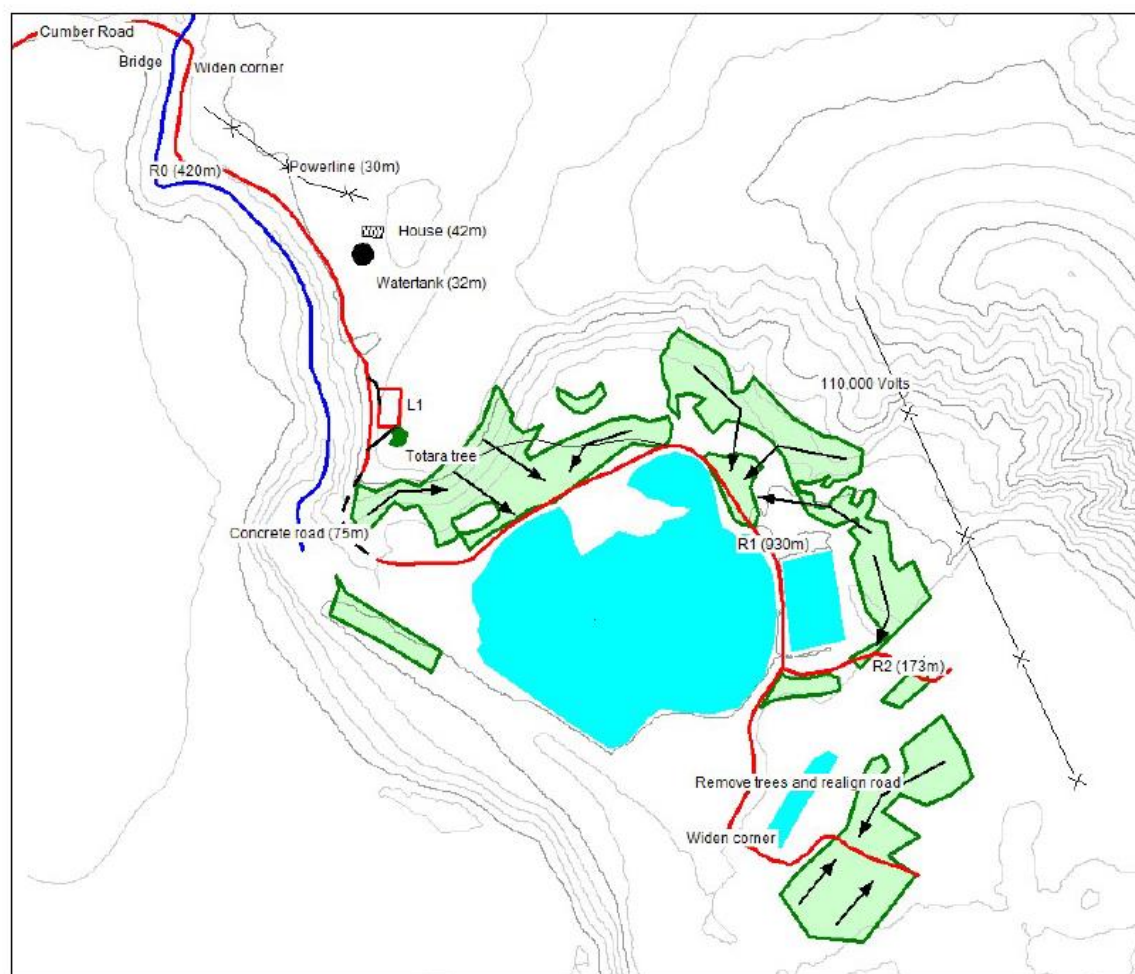 Cumber Road
Bridge
Widen corner
R0 (420m)
Powerline (30m)
House (42m)
Watertank (32m)
110.000 Volts
L1
Totara tree
Concrete road (75m)
R1 (930m)
R2 (173m)
Remove trees and realign road
Widen corner